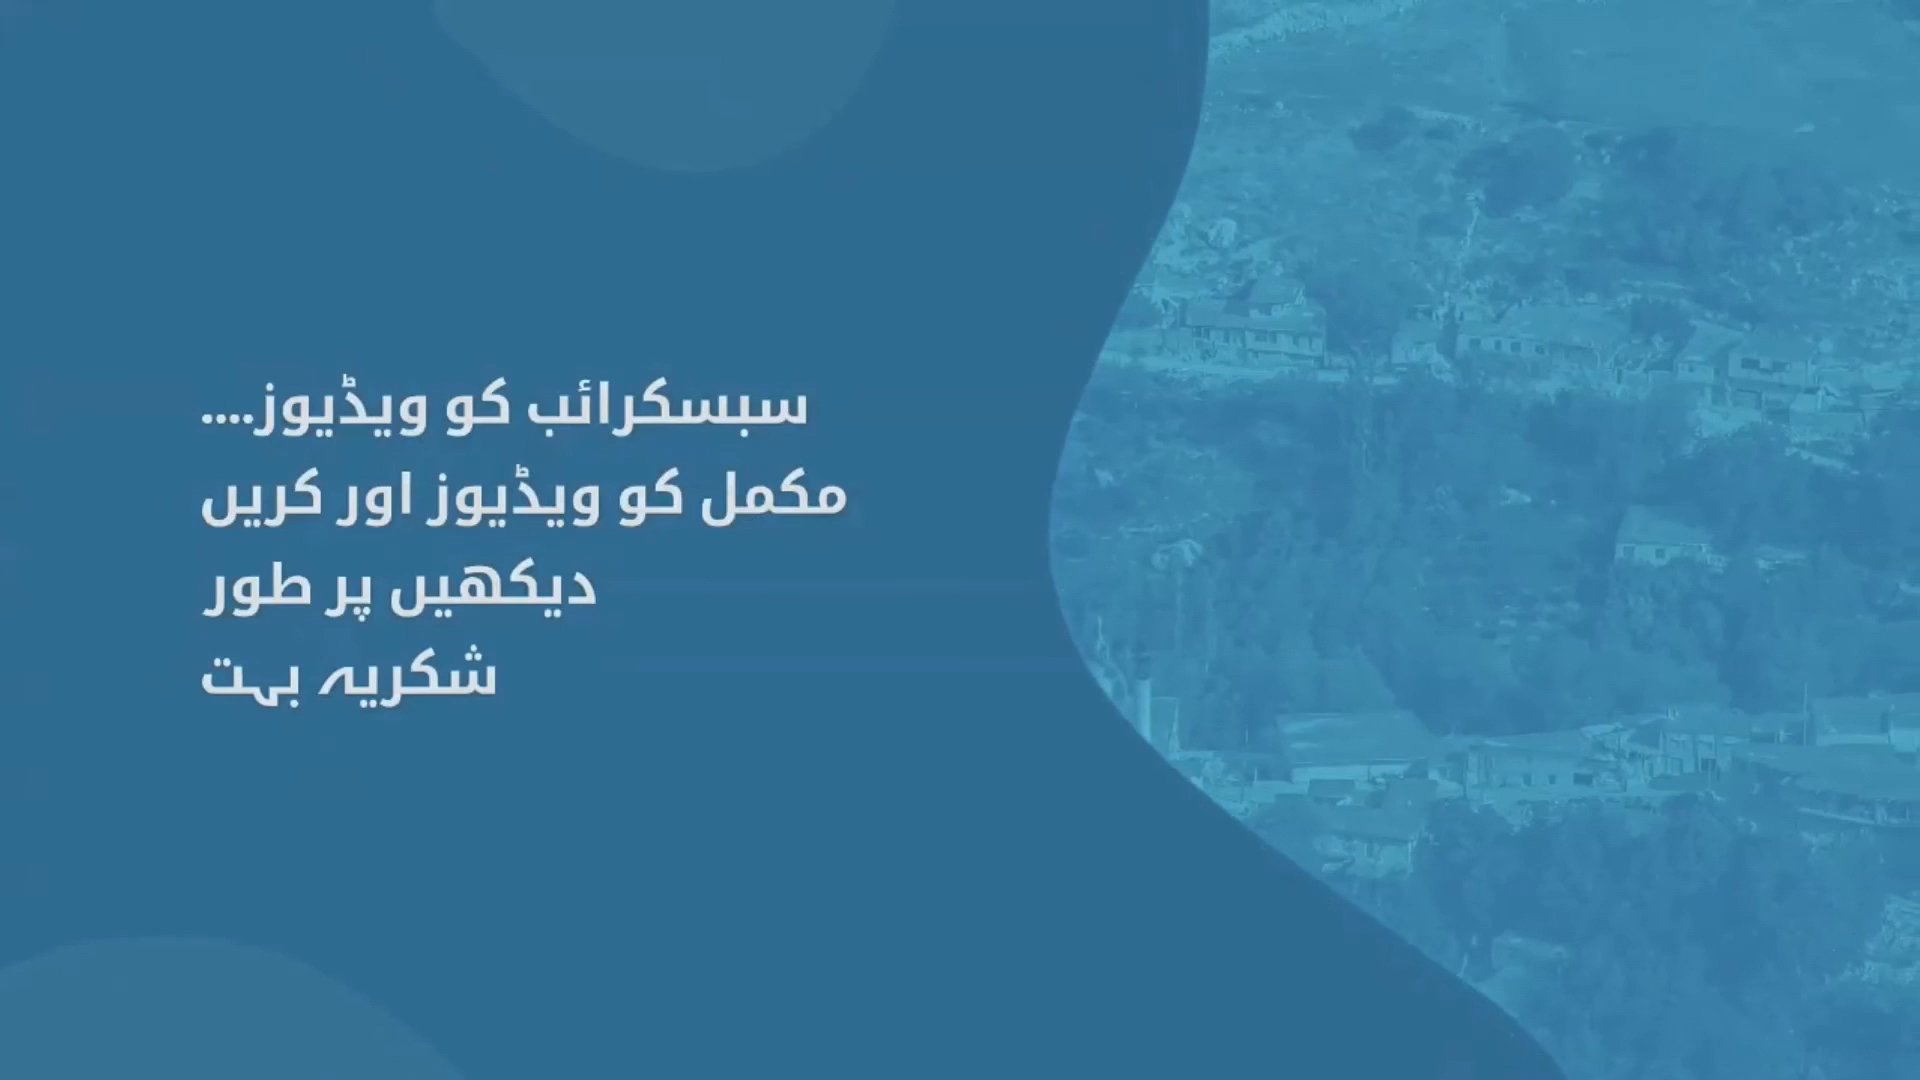 سبسکرائب کو ویڈیوز....
مکمل کو ویڈیوز اور کریں
دیکھیں پر طور
شکریہ بہت